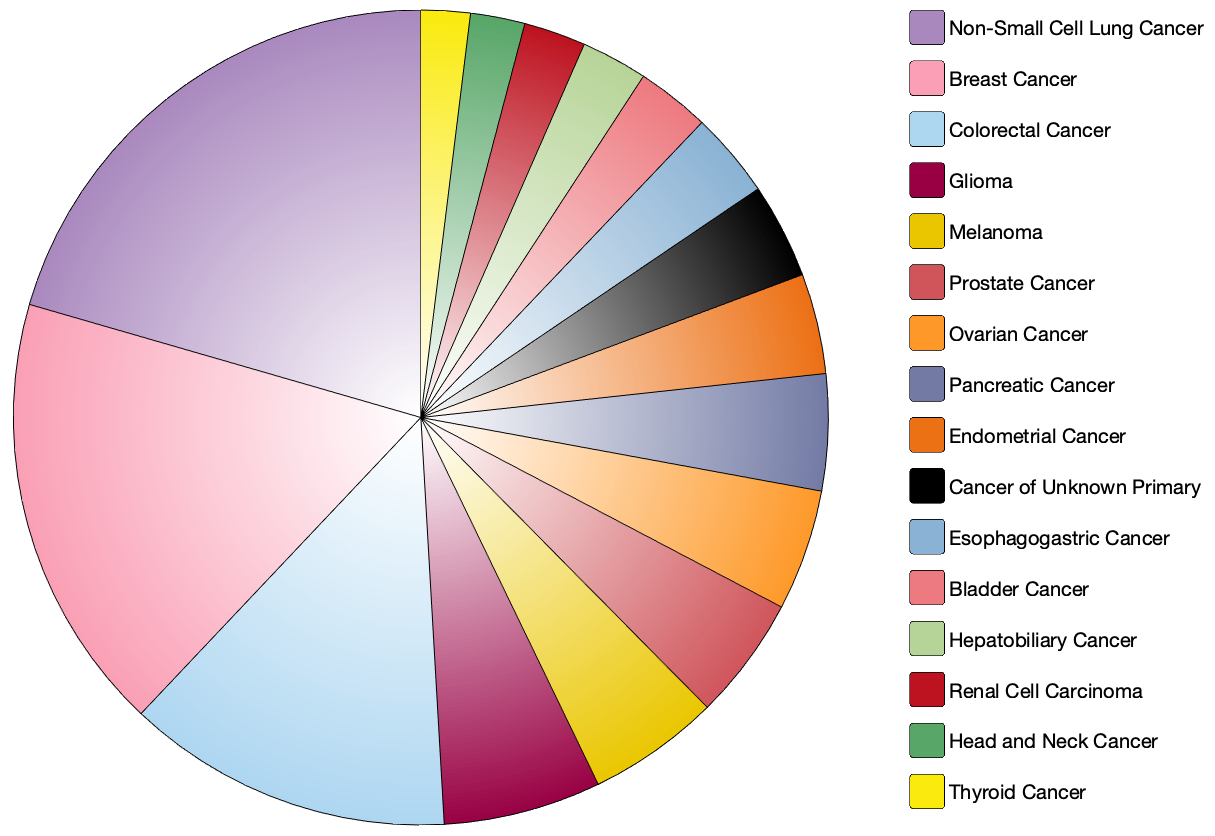 Non-Small Cell Lung Cancer
Breast Cancer
Colorectal Cancer
Glioma
Melanoma
Prostate Cancer
Ovarian Cancer
Pancreatic Cancer
Endometrial Cancer
Cancer of Unknown Primary
Esophagogastric Cancer
Bladder Cancer
Hepatobiliary Cancer
Renal Cell Carcinoma
Head and Neck Cancer
Thyroid Cancer